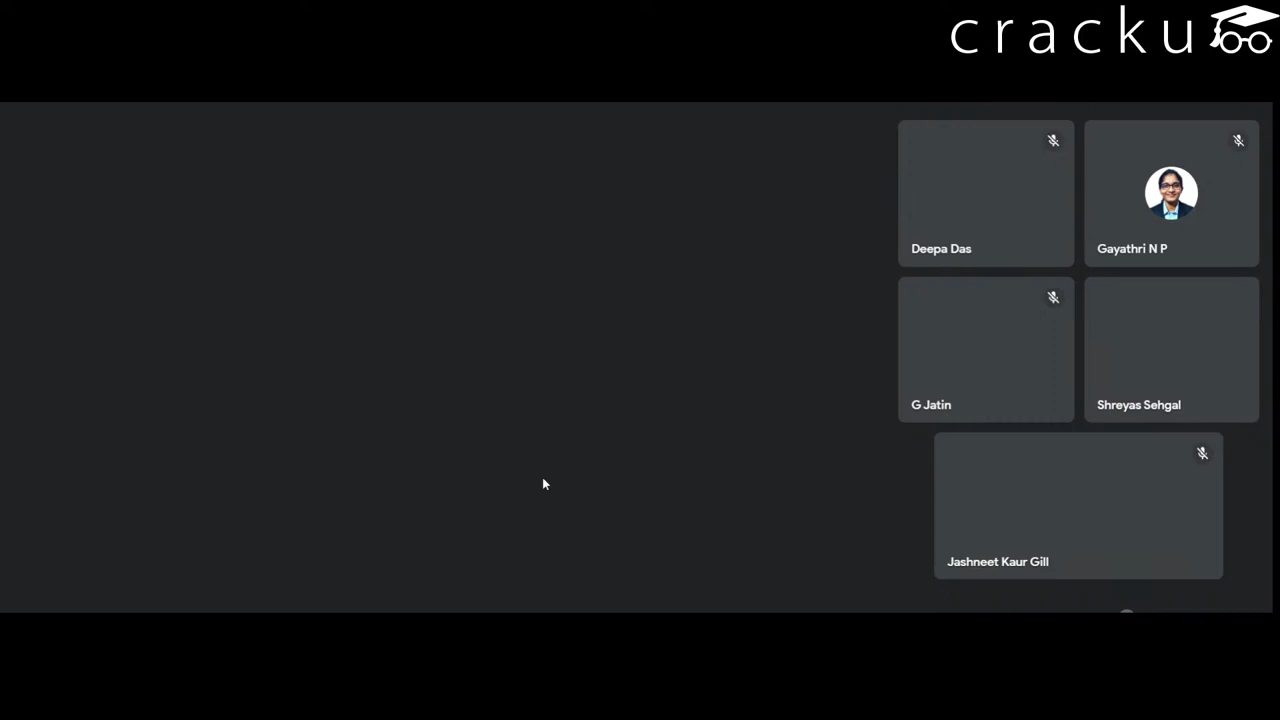 cracku
Deepa Das
Gayathri N P
G Jatin
Shreyas Sehgal
Jashneet Kaur Gill